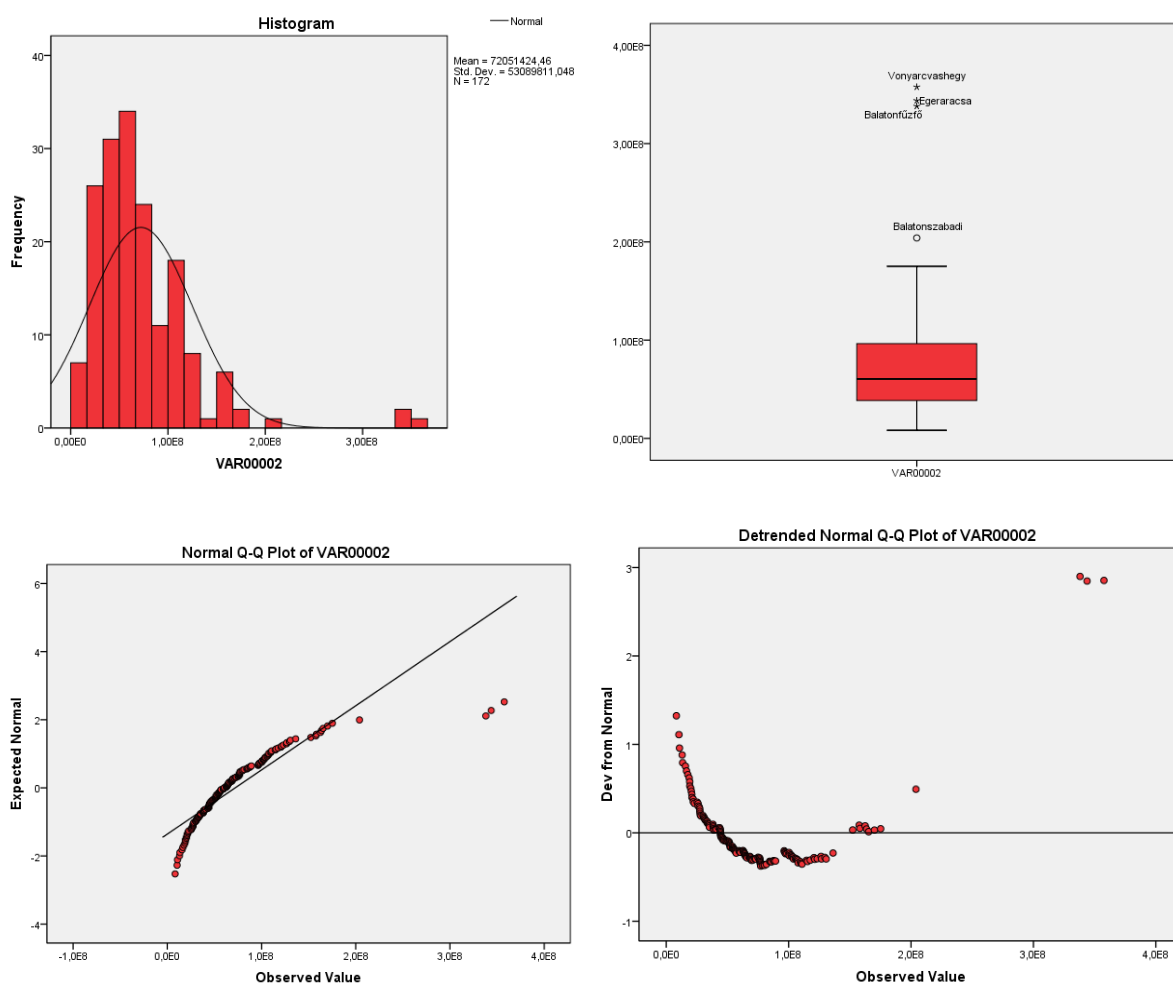 Histogram
Normal
Mean = 72051424,46
Std. Dev. = 53089811,048
N = 172
40
30
20
10
0
Frequency
0,00E0
1,00E8
2,00E8
3,00E8
VAR00002
4,00E8
3,00E8
2,00E8
1,00E8
0,00E0
Vonyarcvashegy
Egeraracsa
Balatonfűzfő
Balatonszabadi
VAR00002
Normal Q-Q Plot of VAR00002
6
4
2
0
-2
-4
Expected Normal
-1,0E8
0,0E0
1,0E8
2,0E8
3,0E8
4,0E8
Observed Value
Detrended Normal Q-Q Plot of VAR00002
3
2
1
0
-1
Dev from Normal
0,0E0
1,0E8
2,0E8
3,0E8
4,0E8
Observed Value